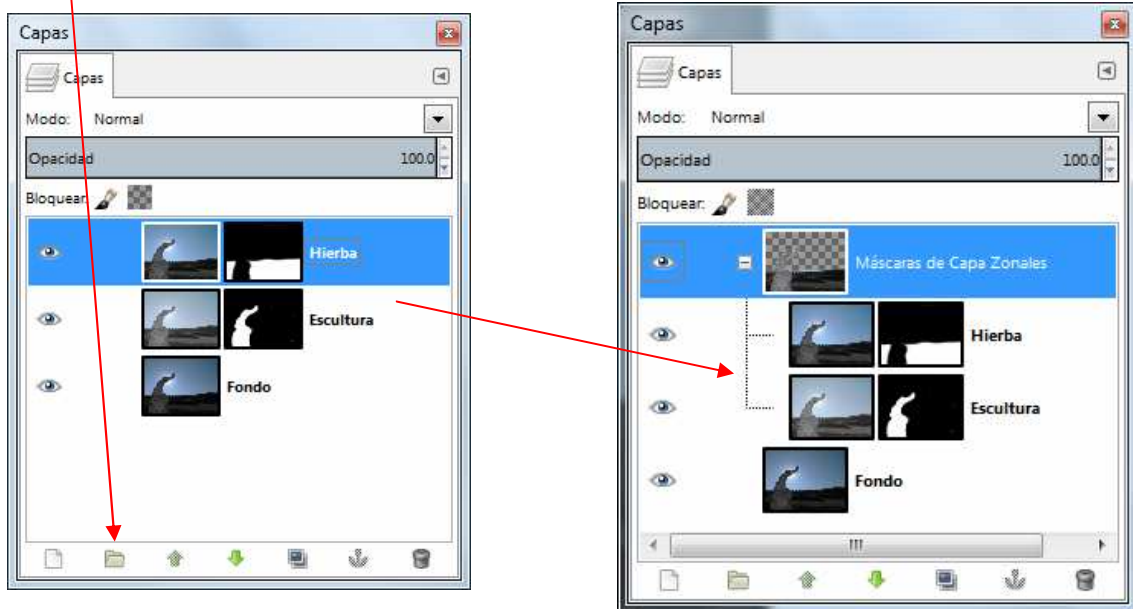 Capas
Capas
Modo: Normal
Opacidad 100.0
Bloquear:
Hierba
Escultura
Fondo
Capas
Capas
Modo: Normal
Opacidad 100.0
Bloquear:
Máscaras de Capa Zonales
Hierba
Escultura
Fondo